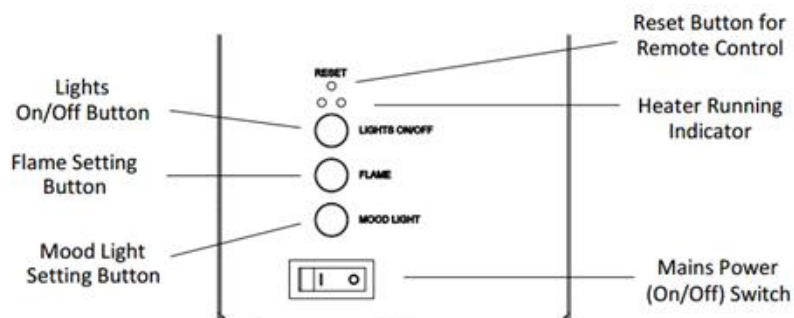 Reset Button for
Remote Control
RESET
Lights
On/Off Button
Heater Running
Indicator
LIGHTS ON/OFF
Flame Setting
Button
FLAME
Mood Light
Setting Button
MOOD LIGHT
I O
Mains Power
(On/Off) Switch